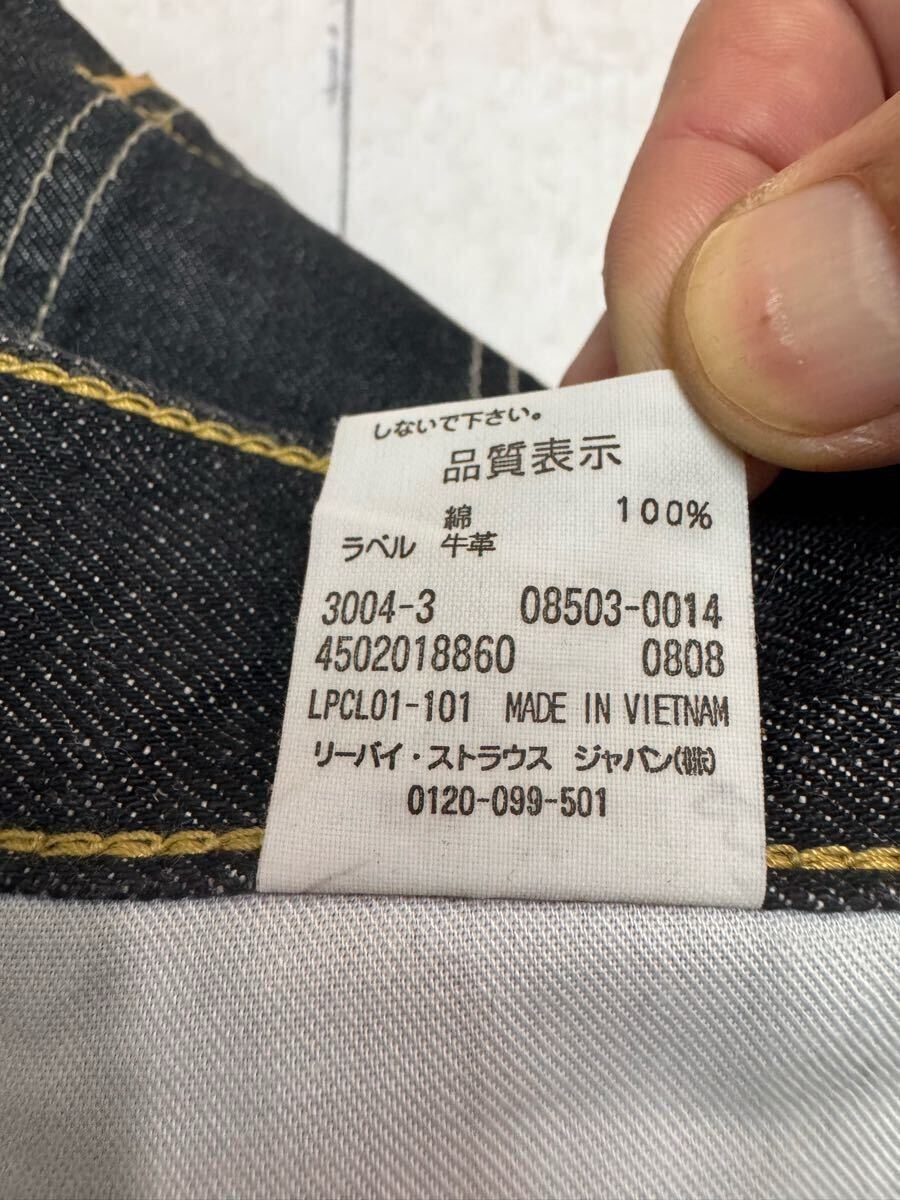 しないで下さい。
品質表示
綿 100%
ラベル 牛革
3004-3 08503-0014
4502018860 0808
LPCL01-101 MADE IN VIETNAM
リーバイ・ストラウス ジャパン(株)
0120-099-501